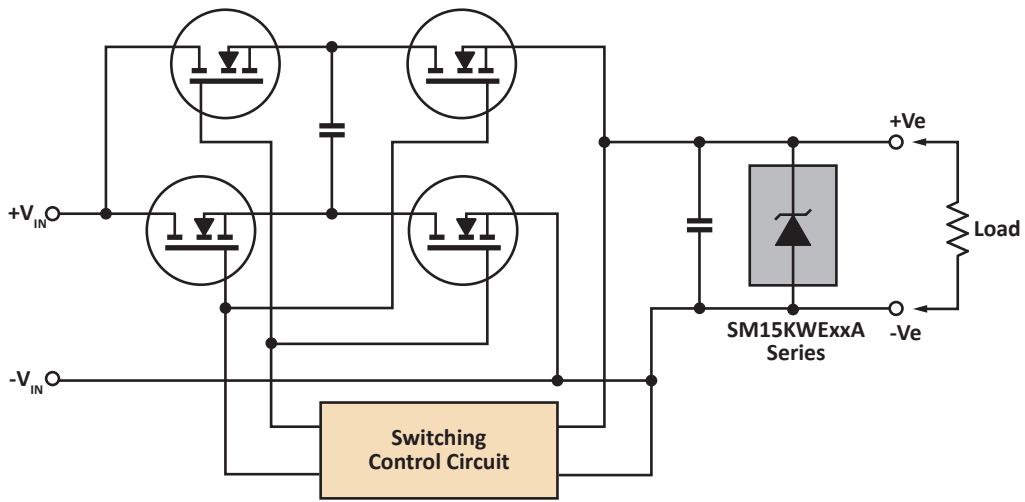 +Ve
+VIN
Load
-Ve
SM15KWExxA
Series
-VIN
Switching
Control Circuit